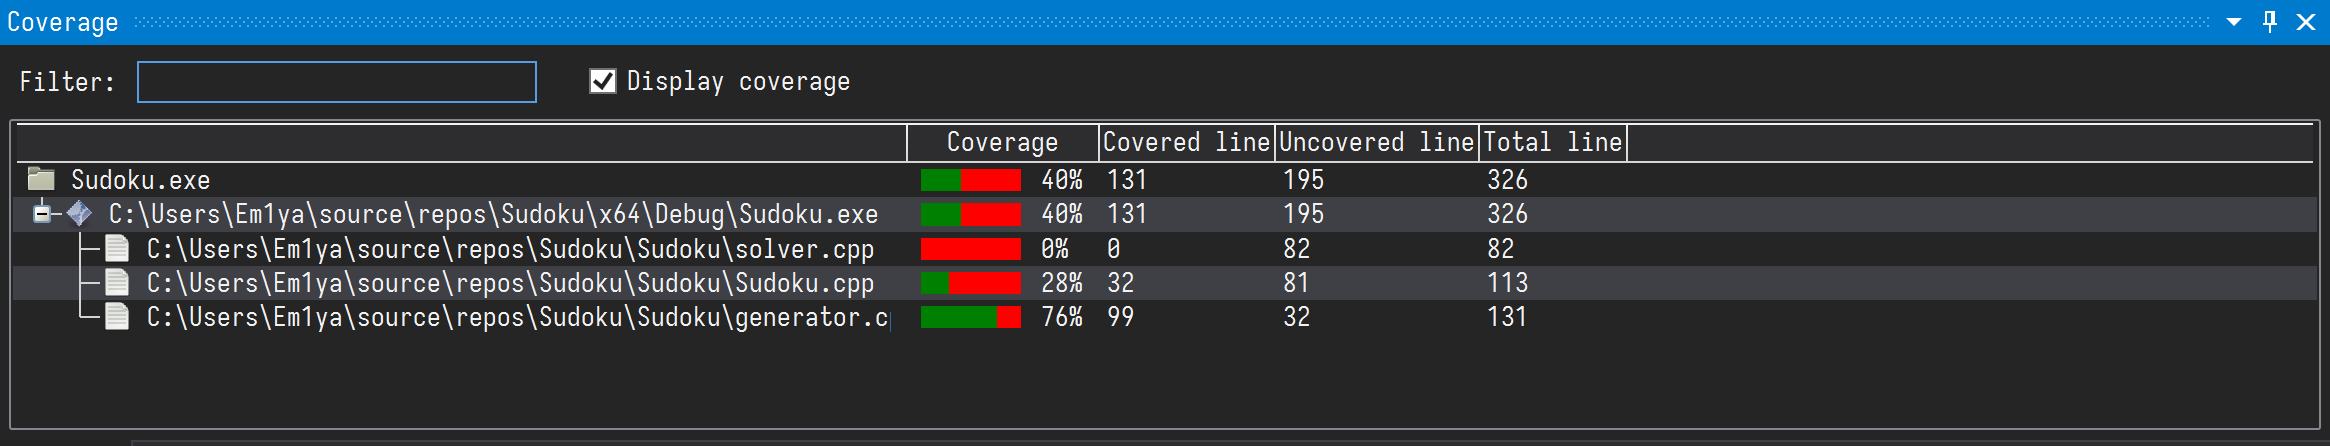 Coverage
Filter: Display coverage
Coverage Covered line Uncovered line Total line
Sudoku.exe 40% 131 195 326
C:\Users\Em1ya\source\repos\Sudoku\x64\Debug\Sudoku.exe 40% 131 195 326
C:\Users\Em1ya\source\repos\Sudoku\Sudoku\solver.cpp 0% 0 82 82
C:\Users\Em1ya\source\repos\Sudoku\Sudoku\Sudoku.cpp 28% 32 81 113
C:\Users\Em1ya\source\repos\Sudoku\Sudoku\generator.c 76% 99 32 131